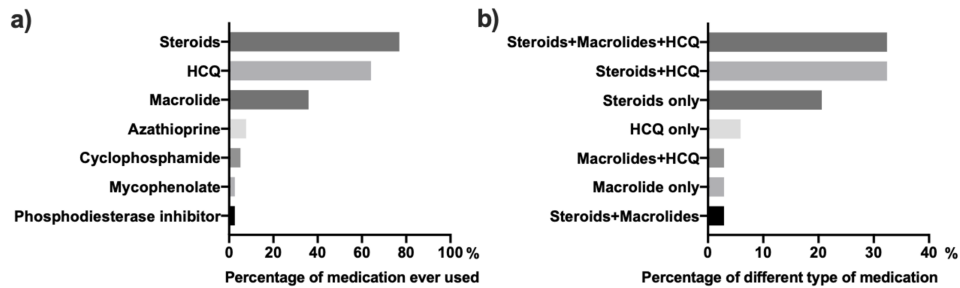 a)
Steroids
HCQ
Macrolide
Azathioprine
Cyclophosphamide
Mycophenolate
Phosphodiesterase inhibitor
0 20 40 60 80 100 %
Percentage of medication ever used
b)
Steroids+Macrolides+HCQ
Steroids+HCQ
Steroids only
HCQ only
Macrolides+HCQ
Macrolide only
Steroids+Macrolides
0 10 20 30 40 %
Percentage of different type of medication